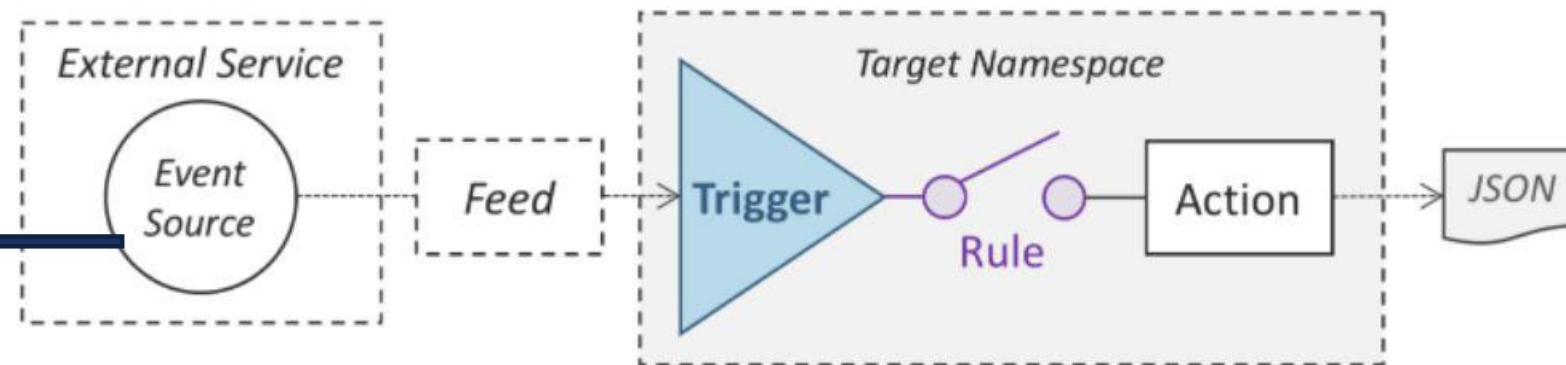 External Service
Event
Source
Feed
Target Namespace
Trigger
Rule
Action
JSON